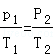 p₁/T₁ = P₂/T₂